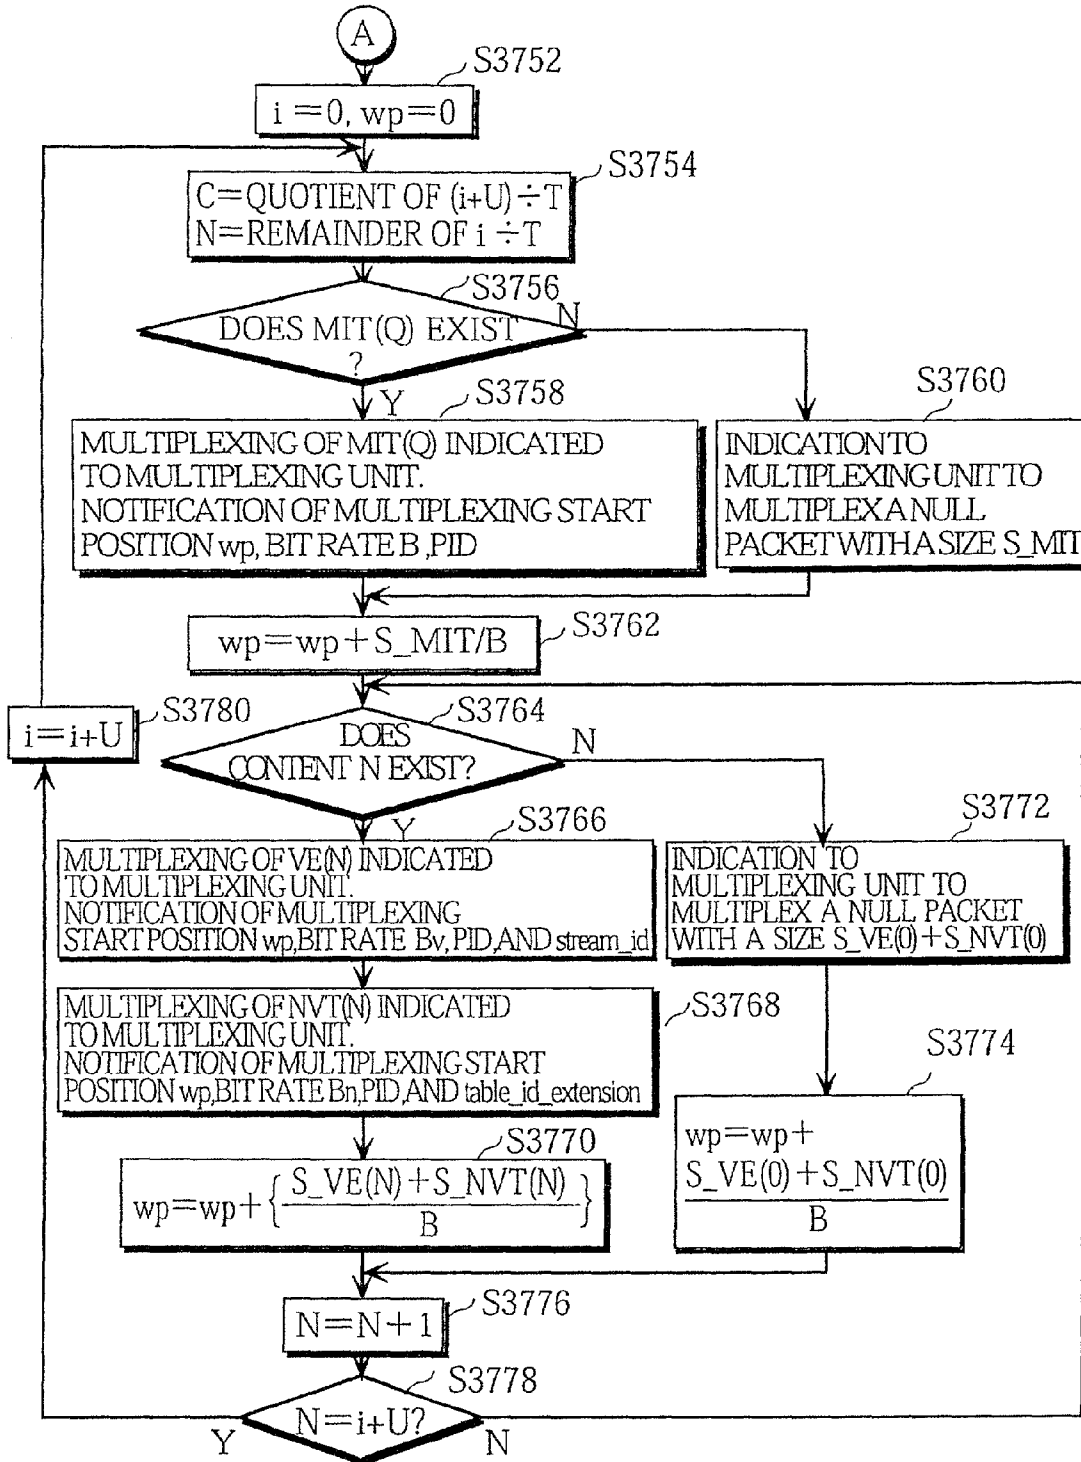 A
S3752
i=0, wp=0
S3754
C=QUOTIENT OF (i+U)÷T
N=REMAINDER OF i÷T
S3756
DOES MIT(Q) EXIST
?
N
Y
S3758
MULTIPLEXING OF MIT(Q) INDICATED
TO MULTIPLEXING UNIT.
NOTIFICATION OF MULTIPLEXING START
POSITION wp, BIT RATE B ,PID
S3760
INDICATION TO
MULTIPLEXING UNIT TO
MULTIPLEX A NULL
PACKET WITH A SIZE S_MIT
S3762
wp=wp+S_MIT/B
S3780
i=i+U
S3764
DOES
CONTENT N EXIST?
N
Y
S3766
MULTIPLEXING OF VE(N) INDICATED
TO MULTIPLEXING UNIT.
NOTIFICATION OF MULTIPLEXING
START POSITION wp,BIT RATE Bv, PID,AND stream_id
S3772
INDICATION TO
MULTIPLEXING UNIT TO
MULTIPLEX A NULL PACKET
WITH A SIZE S_VE(0)+S_NVT(0)
S3768
MULTIPLEXING OF NVT(N) INDICATED
TO MULTIPLEXING UNIT.
NOTIFICATION OF MULTIPLEXING START
POSITION wp,BIT RATE Bn,PID,AND table_id_extension
S3774
wp=wp+
S_VE(0)+S_NVT(0)
B
S3770
wp=wp+{S_VE(N)+S_NVT(N)}
B
S3776
N=N+1
S3778
N=i+U?
Y
N